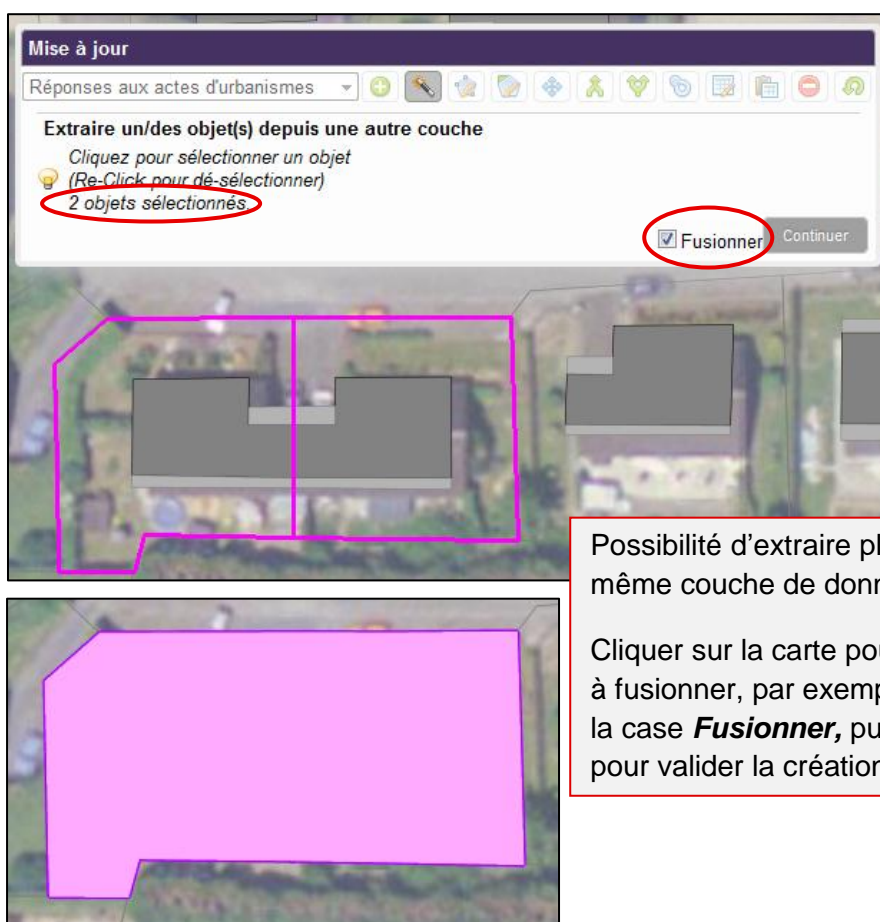 Mise à jour
Réponses aux actes d'urbanismes
Extraire un/des objet(s) depuis une autre couche
Cliquez pour sélectionner un objet
(Re-Click pour dé-sélectionner)
2 objets sélectionnés.
Fusionner
Continuer
Possibilité d'extraire pl
même couche de donn
Cliquer sur la carte pou
à fusionner, par exemp
la case Fusionner, pu
pour valider la création